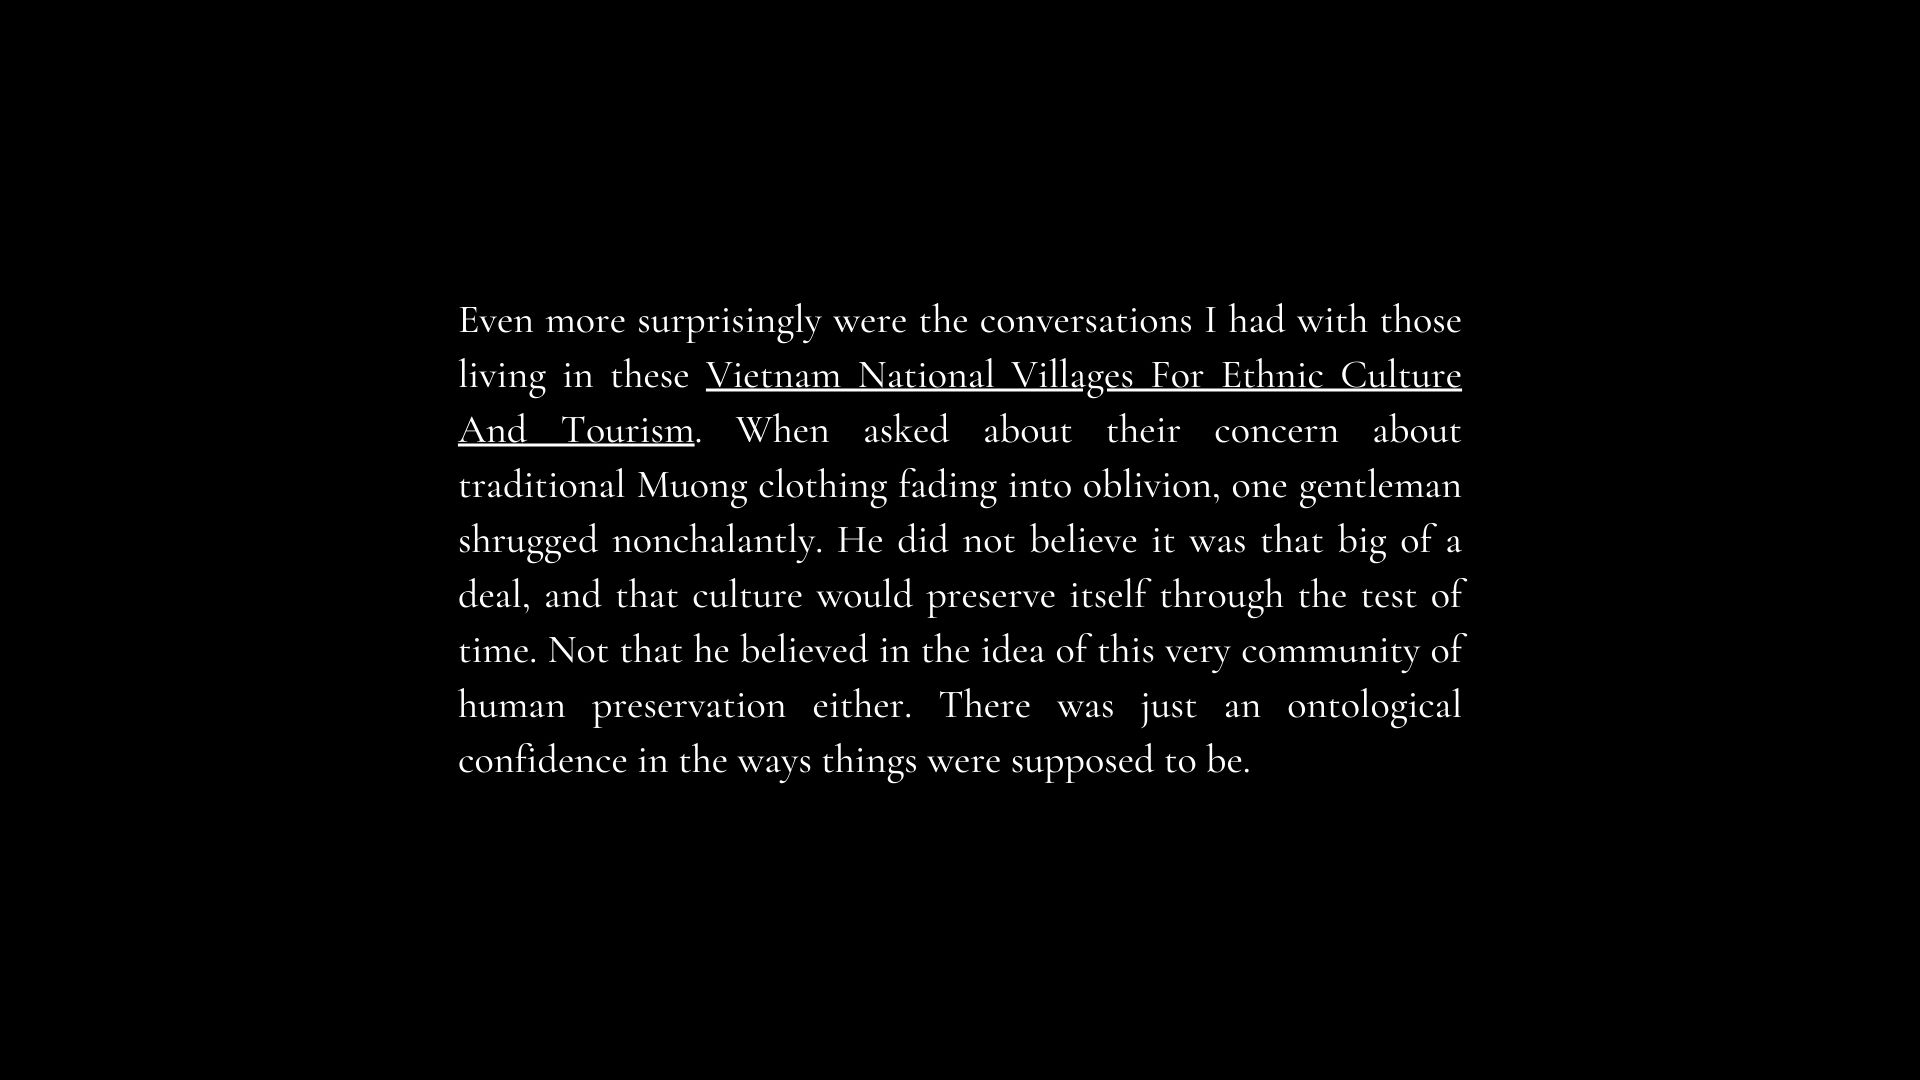 Even more surprisingly were the conversations I had with those
living in these Vietnam National Villages For Ethnic Culture
And Tourism. When asked about their concern about
traditional Muong clothing fading into oblivion, one gentleman
shrugged nonchalantly. He did not believe it was that big of a
deal, and that culture would preserve itself through the test of
time. Not that he believed in the idea of this very community of
human preservation either. There was just an ontological
confidence in the ways things were supposed to be.